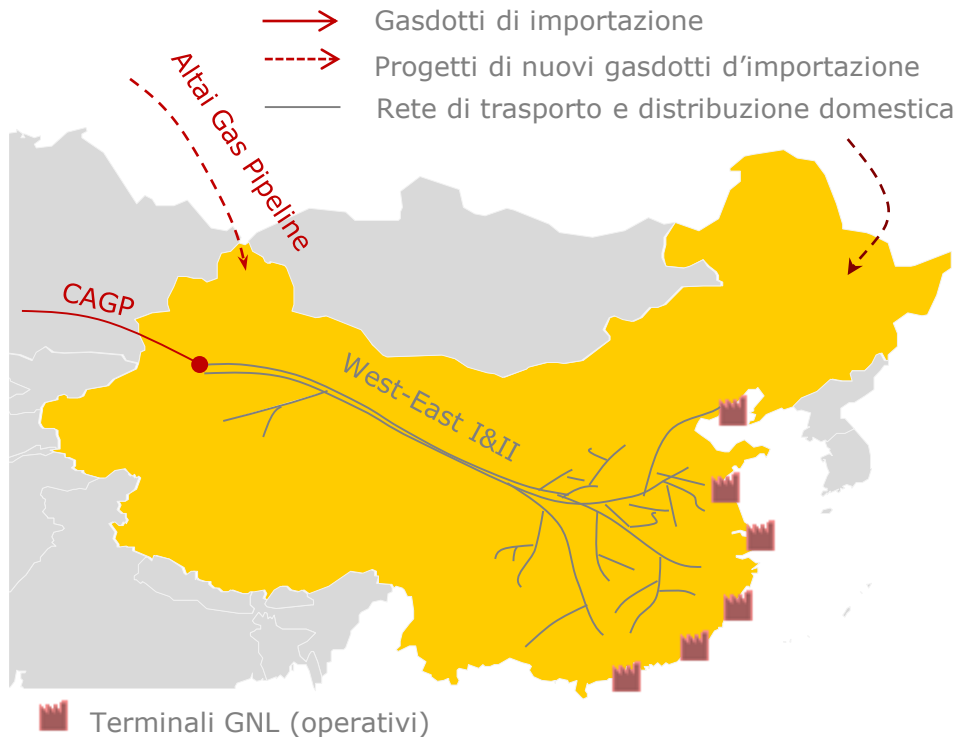 Gasdotti di importazione
Progetti di nuovi gasdotti d'importazione
Rete di trasporto e distribuzione domestica
Altai Gas Pipeline
CAGP
West-East I&II
Terminali GNL (operativi)